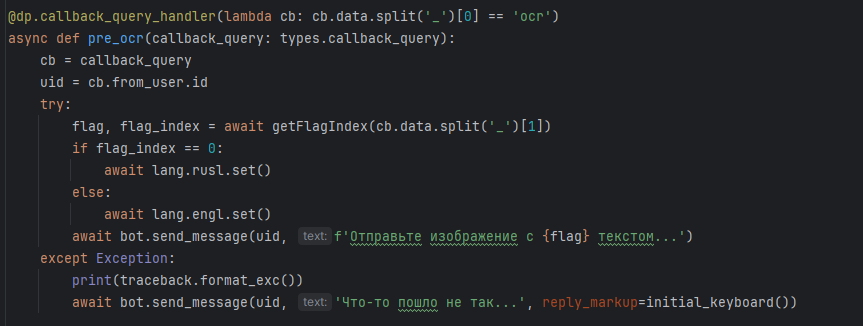 @dp.callback_query_handler(lambda cb: cb.data.split('_')[0] == 'ocr')
async def pre_ocr(callback_query: types.callback_query):
    cb = callback_query
    uid = cb.from_user.id
    try:
        flag, flag_index = await getFlagIndex(cb.data.split('_')[1])
        if flag_index == 0:
            await lang.rusl.set()
        else:
            await lang.engl.set()
        await bot.send_message(uid, text: f'Отправьте изображение с {flag} текстом...')
    except Exception:
        print(traceback.format_exc())
        await bot.send_message(uid, text: 'Что-то пошло не так...', reply_markup=initial_keyboard())